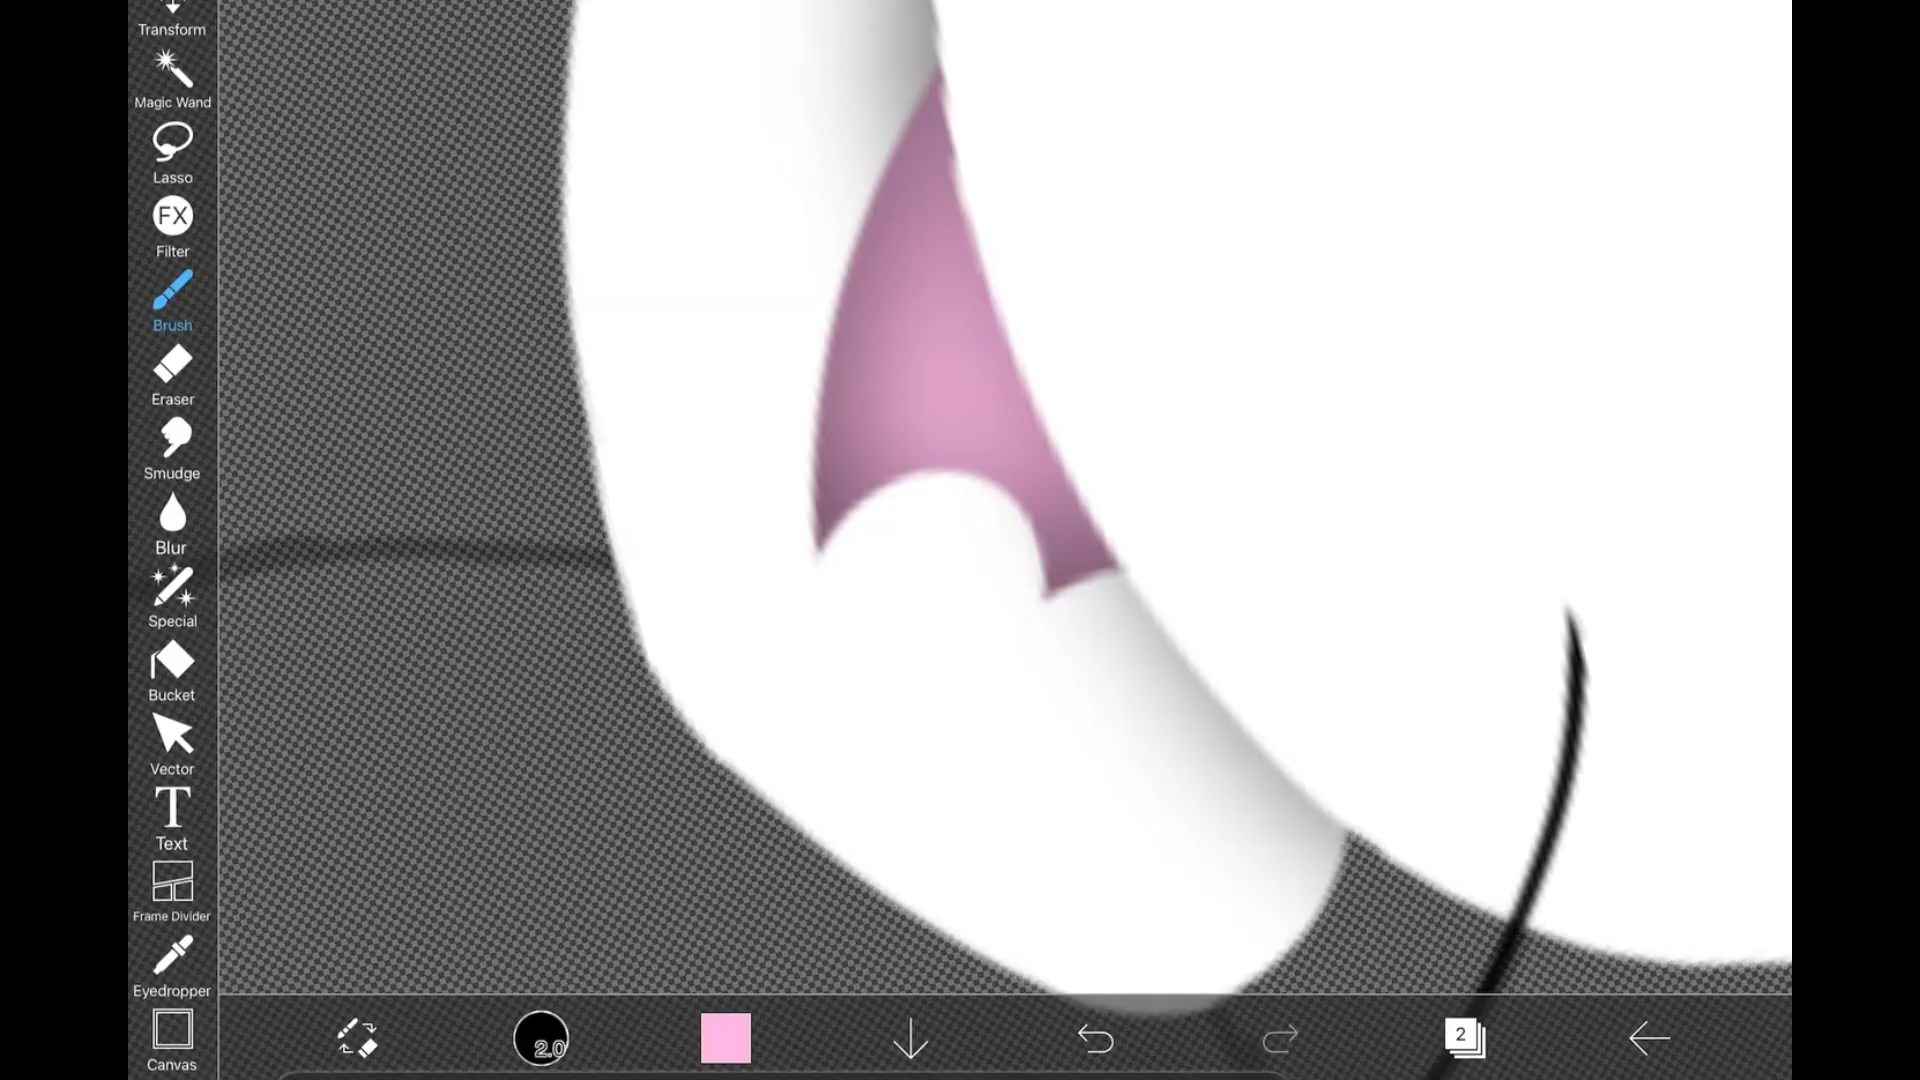 Transform
Magic Wand
Lasso
FX
Filter
Brush
Eraser
Smudge
Blur
Special
Bucket
Vector
T
Text
Frame Divider
Eyedropper
Canvas
2.0
2